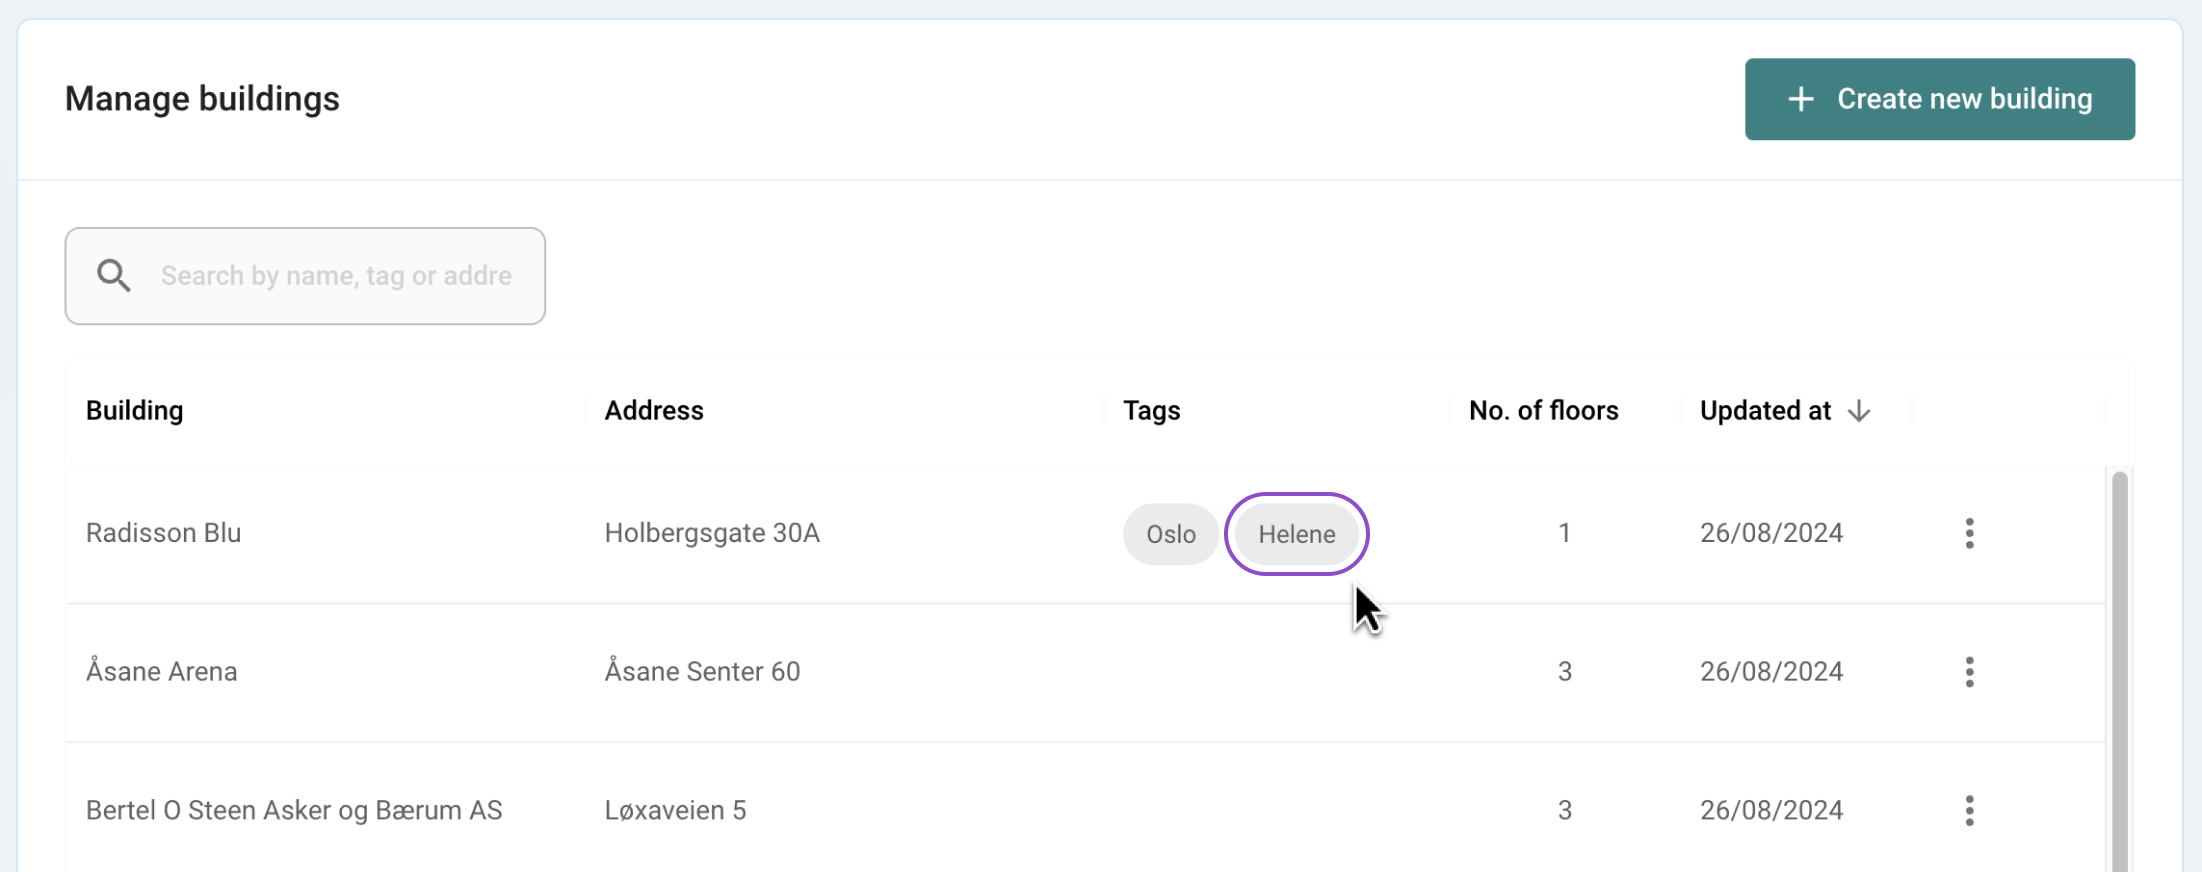 Manage buildings
Create new building
Search by name, tag or addre
Building Address Tags No. of floors Updated at
Radisson Blu Holbergsgate 30A Oslo Helene 1 26/08/2024
Åsane Arena Åsane Senter 60 3 26/08/2024
Bertel O Steen Asker og Bærum AS Løxaveien 5 3 26/08/2024